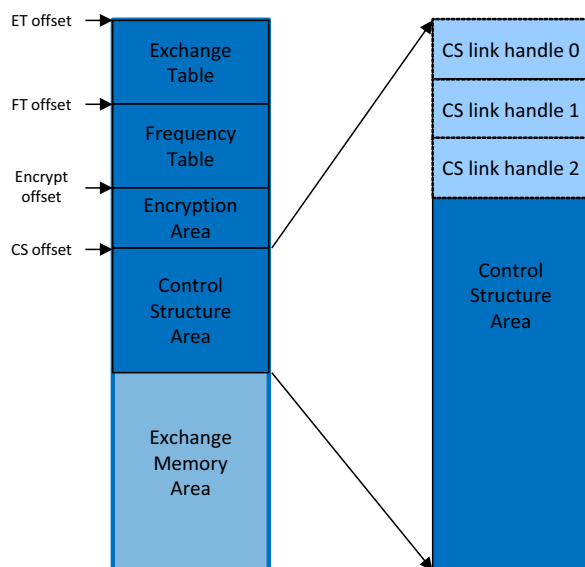 ET offset
Exchange
Table
FT offset
Frequency
Table
Encrypt
offset
Encryption
Area
CS offset
Control
Structure
Area
Exchange
Memory
Area
CS link handle 0
CS link handle 1
CS link handle 2
Control
Structure
Area